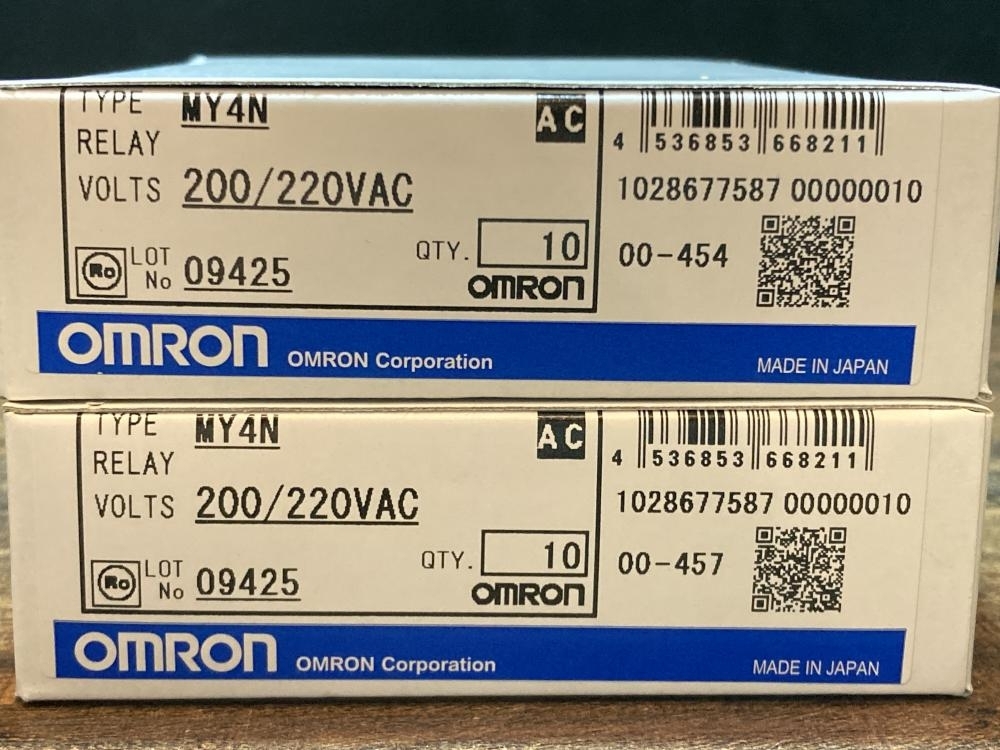 TYPE MY4N AC
RELAY
VOLTS 200/220VAC
QTY. 10
Ro LOT No 09425
OMRON
4 536853 668211
1028677587 00000010
00-454
OMRON OMRON Corporation MADE IN JAPAN
TYPE MY4N AC
RELAY
VOLTS 200/220VAC
QTY. 10
Ro LOT No 09425
OMRON
4 536853 668211
1028677587 00000010
00-457
OMRON OMRON Corporation MADE IN JAPAN